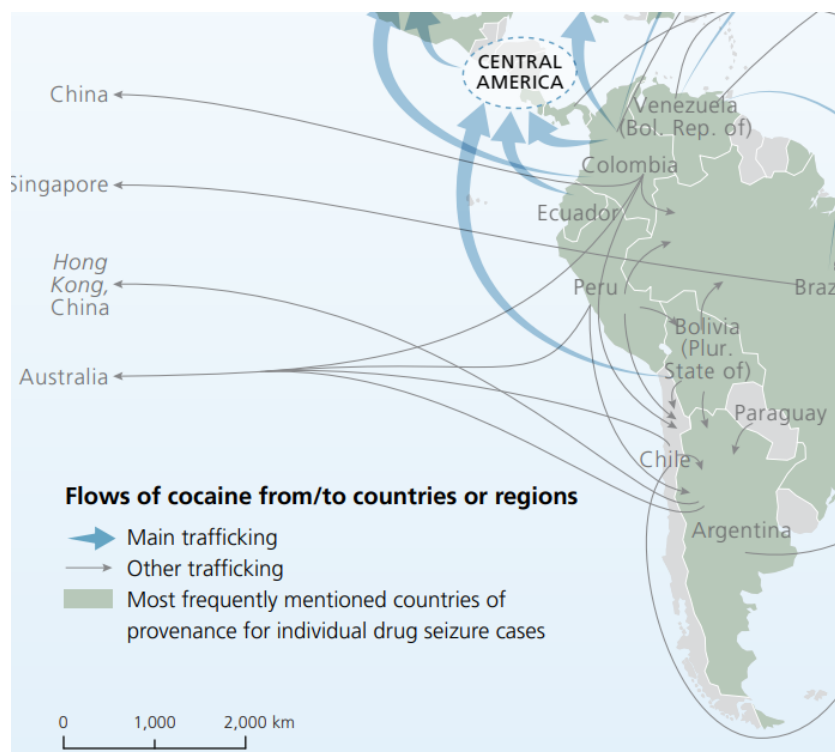 CENTRAL
AMERICA
China
Venezuela
(Bol. Rep. of)
Colombia
Singapore
Ecuador
Hong
Kong,
China
Peru
Braz
Bolivia
(Plur.
State of)
Australia
Paraguay
Chile
Argentina
Flows of cocaine from/to countries or regions
Main trafficking
Other trafficking
Most frequently mentioned countries of
provenance for individual drug seizure cases
0 1,000 2,000 km